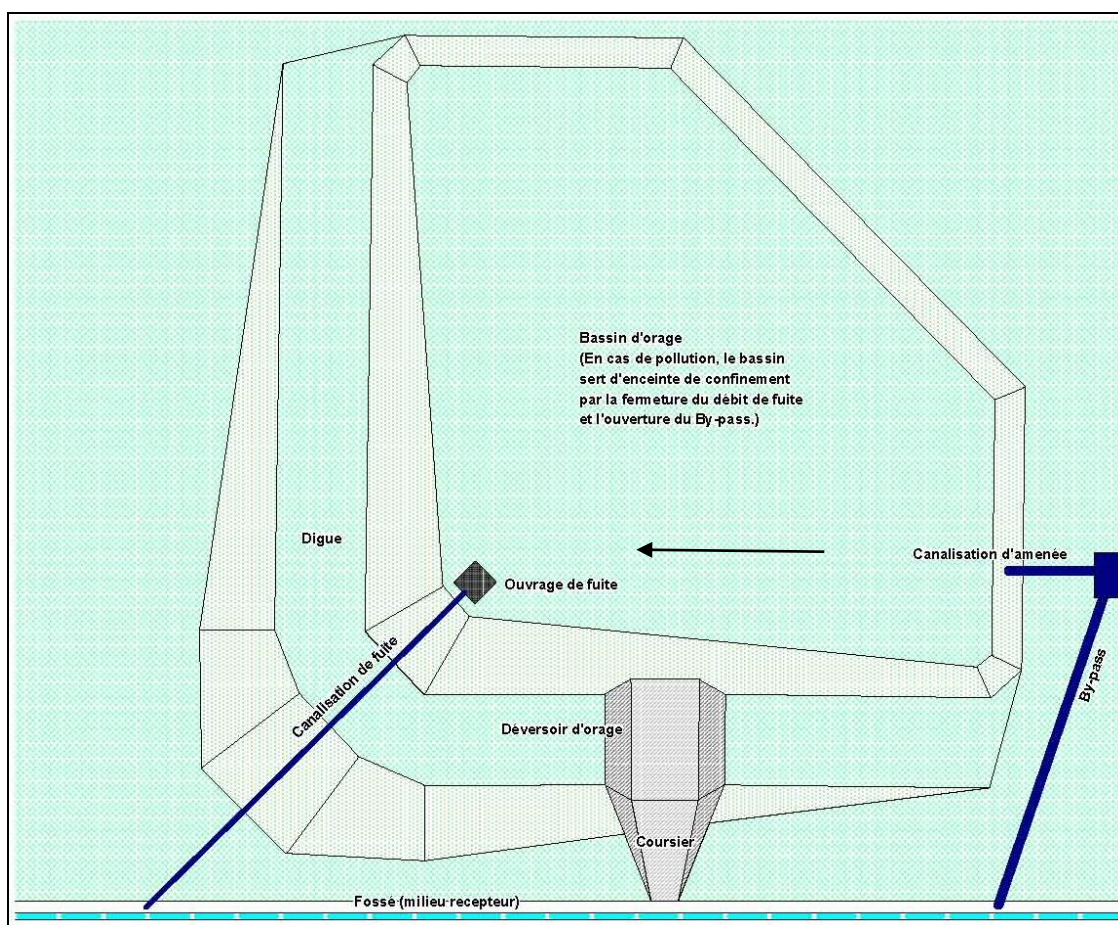 Bassin d'orage
(En cas de pollution, le bassin
sert d'enceinte de confinement
par la fermeture du débit de fuite
et l'ouverture du By-pass.)
Digue
Canalisation d'amenée
Ouvrage de fuite
Canalisation de fuite
By-pass
Déversoir d'orage
Coursier
Fossé (milieu recepteur)